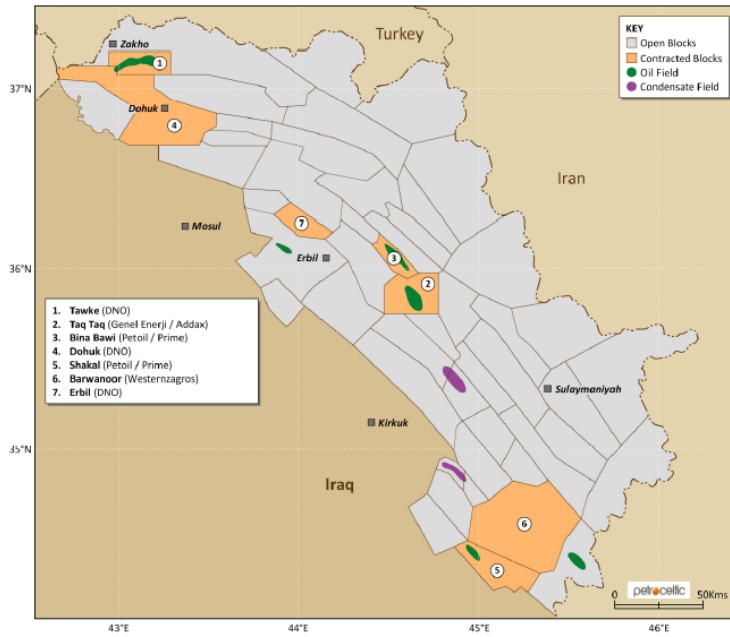 Turkey
Zakho
1
KEY
Open Blocks
Contracted Blocks
Oil Field
Condensate Field
37°N
Dohuk
4
Iran
7
Mosul
36°N
Erbil
3
2
1. Tawke (DNO)
2. Taq Taq (Genel Enerji / Addax)
3. Bina Bawi (Petoil / Prime)
4. Dohuk (DNO)
5. Shakal (Petoil / Prime)
6. Barwanoor (Westernzagros)
7. Erbil (DNO)
Sulaymaniyah
Kirkuk
35°N
Iraq
6
5
petroceltic
0 50Kms
43°E 44°E 45°E 46°E